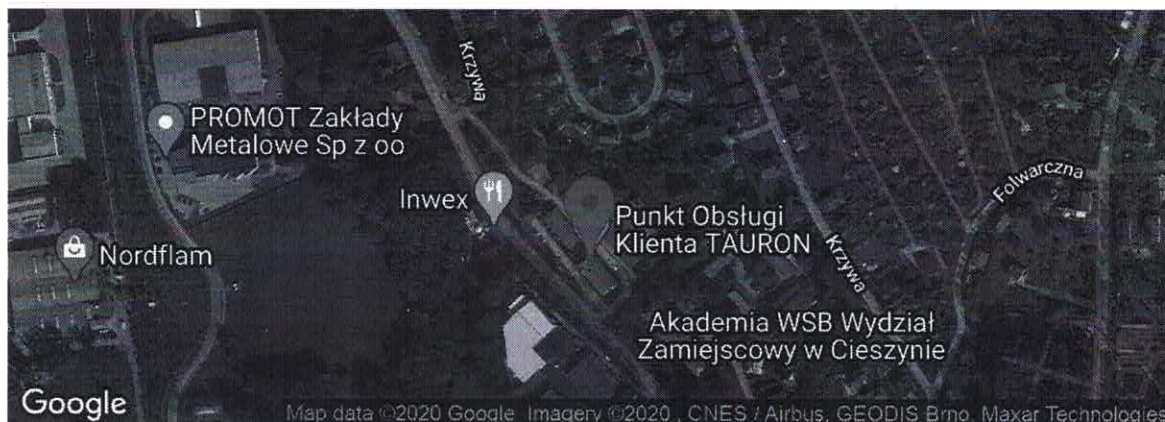 Krzywa
PROMOT Zakłady
Metalowe Sp z oo
Inwex
Folwarczna
Punkt Obsługi
Klienta TAURON
Nordflam
Krzywa
Akademia WSB Wydział
Zamiejscowy w Cieszynie
Google
Map data ©2020 Google Imagery ©2020 , CNES / Airbus, GEODIS Brno, Maxar Technologies